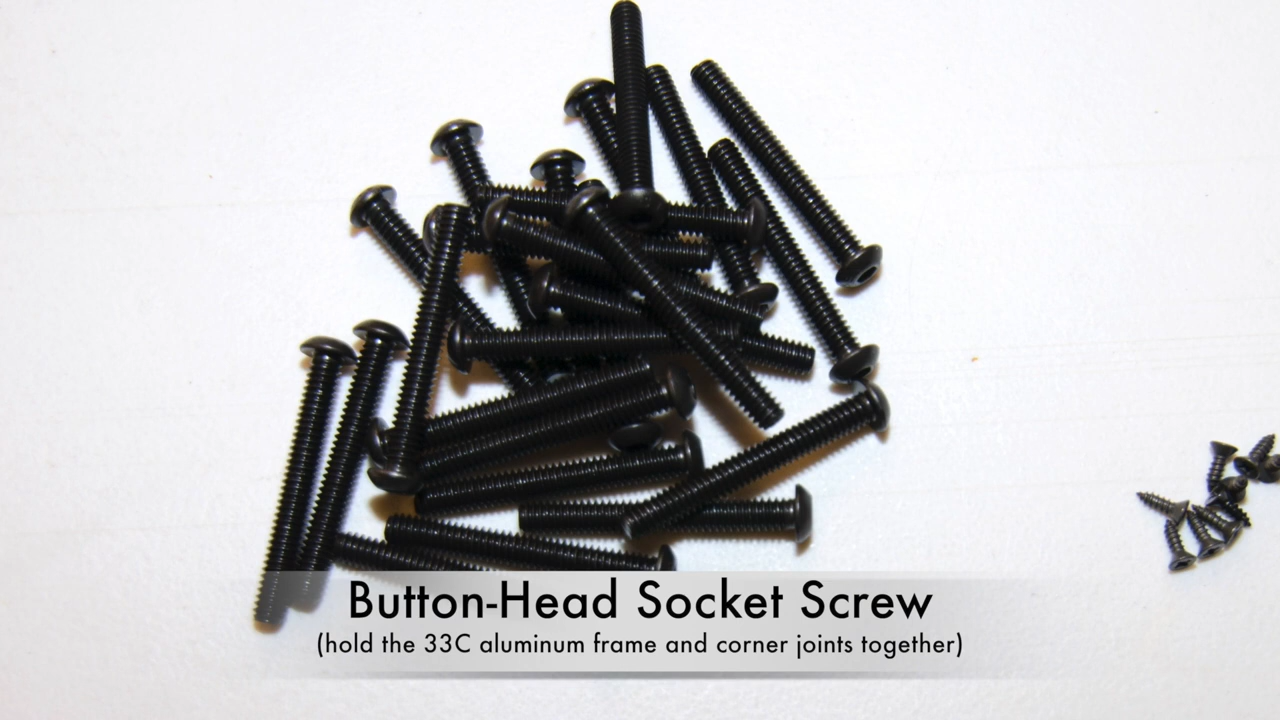 Button-Head Socket Screw
(hold the 33C aluminum frame and corner joints together)